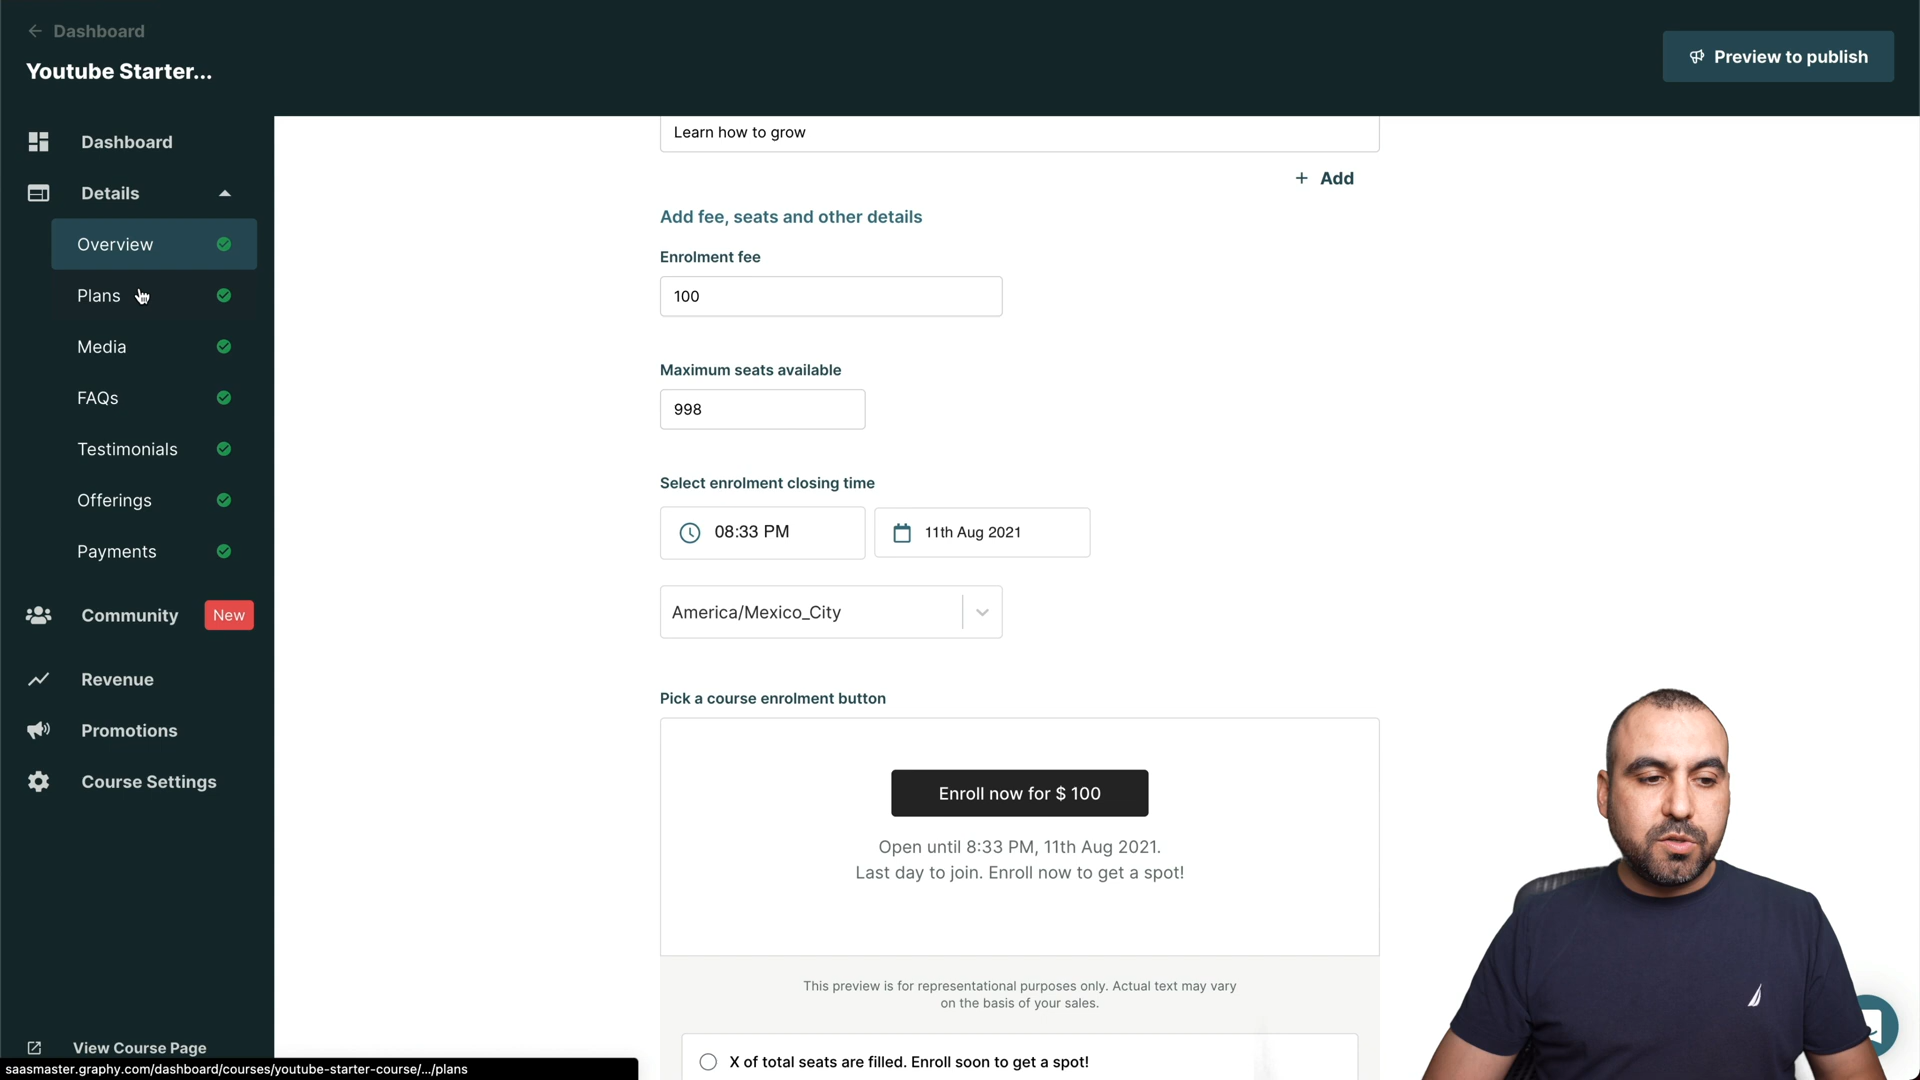 Dashboard
Youtube Starter...
Preview to publish
Dashboard
Details
Overview
Plans
Media
FAQs
Testimonials
Offerings
Payments
Community
New
Revenue
Promotions
Course Settings
View Course Page
saasmaster.graphy.com/dashboard/courses/youtube-starter-course/.../plans
Learn how to grow
+ Add
Add fee, seats and other details
Enrolment fee
100
Maximum seats available
998
Select enrolment closing time
08:33 PM
11th Aug 2021
America/Mexico_City
Pick a course enrolment button
Enroll now for $ 100
Open until 8:33 PM, 11th Aug 2021.
Last day to join. Enroll now to get a spot!
This preview is for representational purposes only. Actual text may vary
on the basis of your sales.
X of total seats are filled. Enroll soon to get a spot!